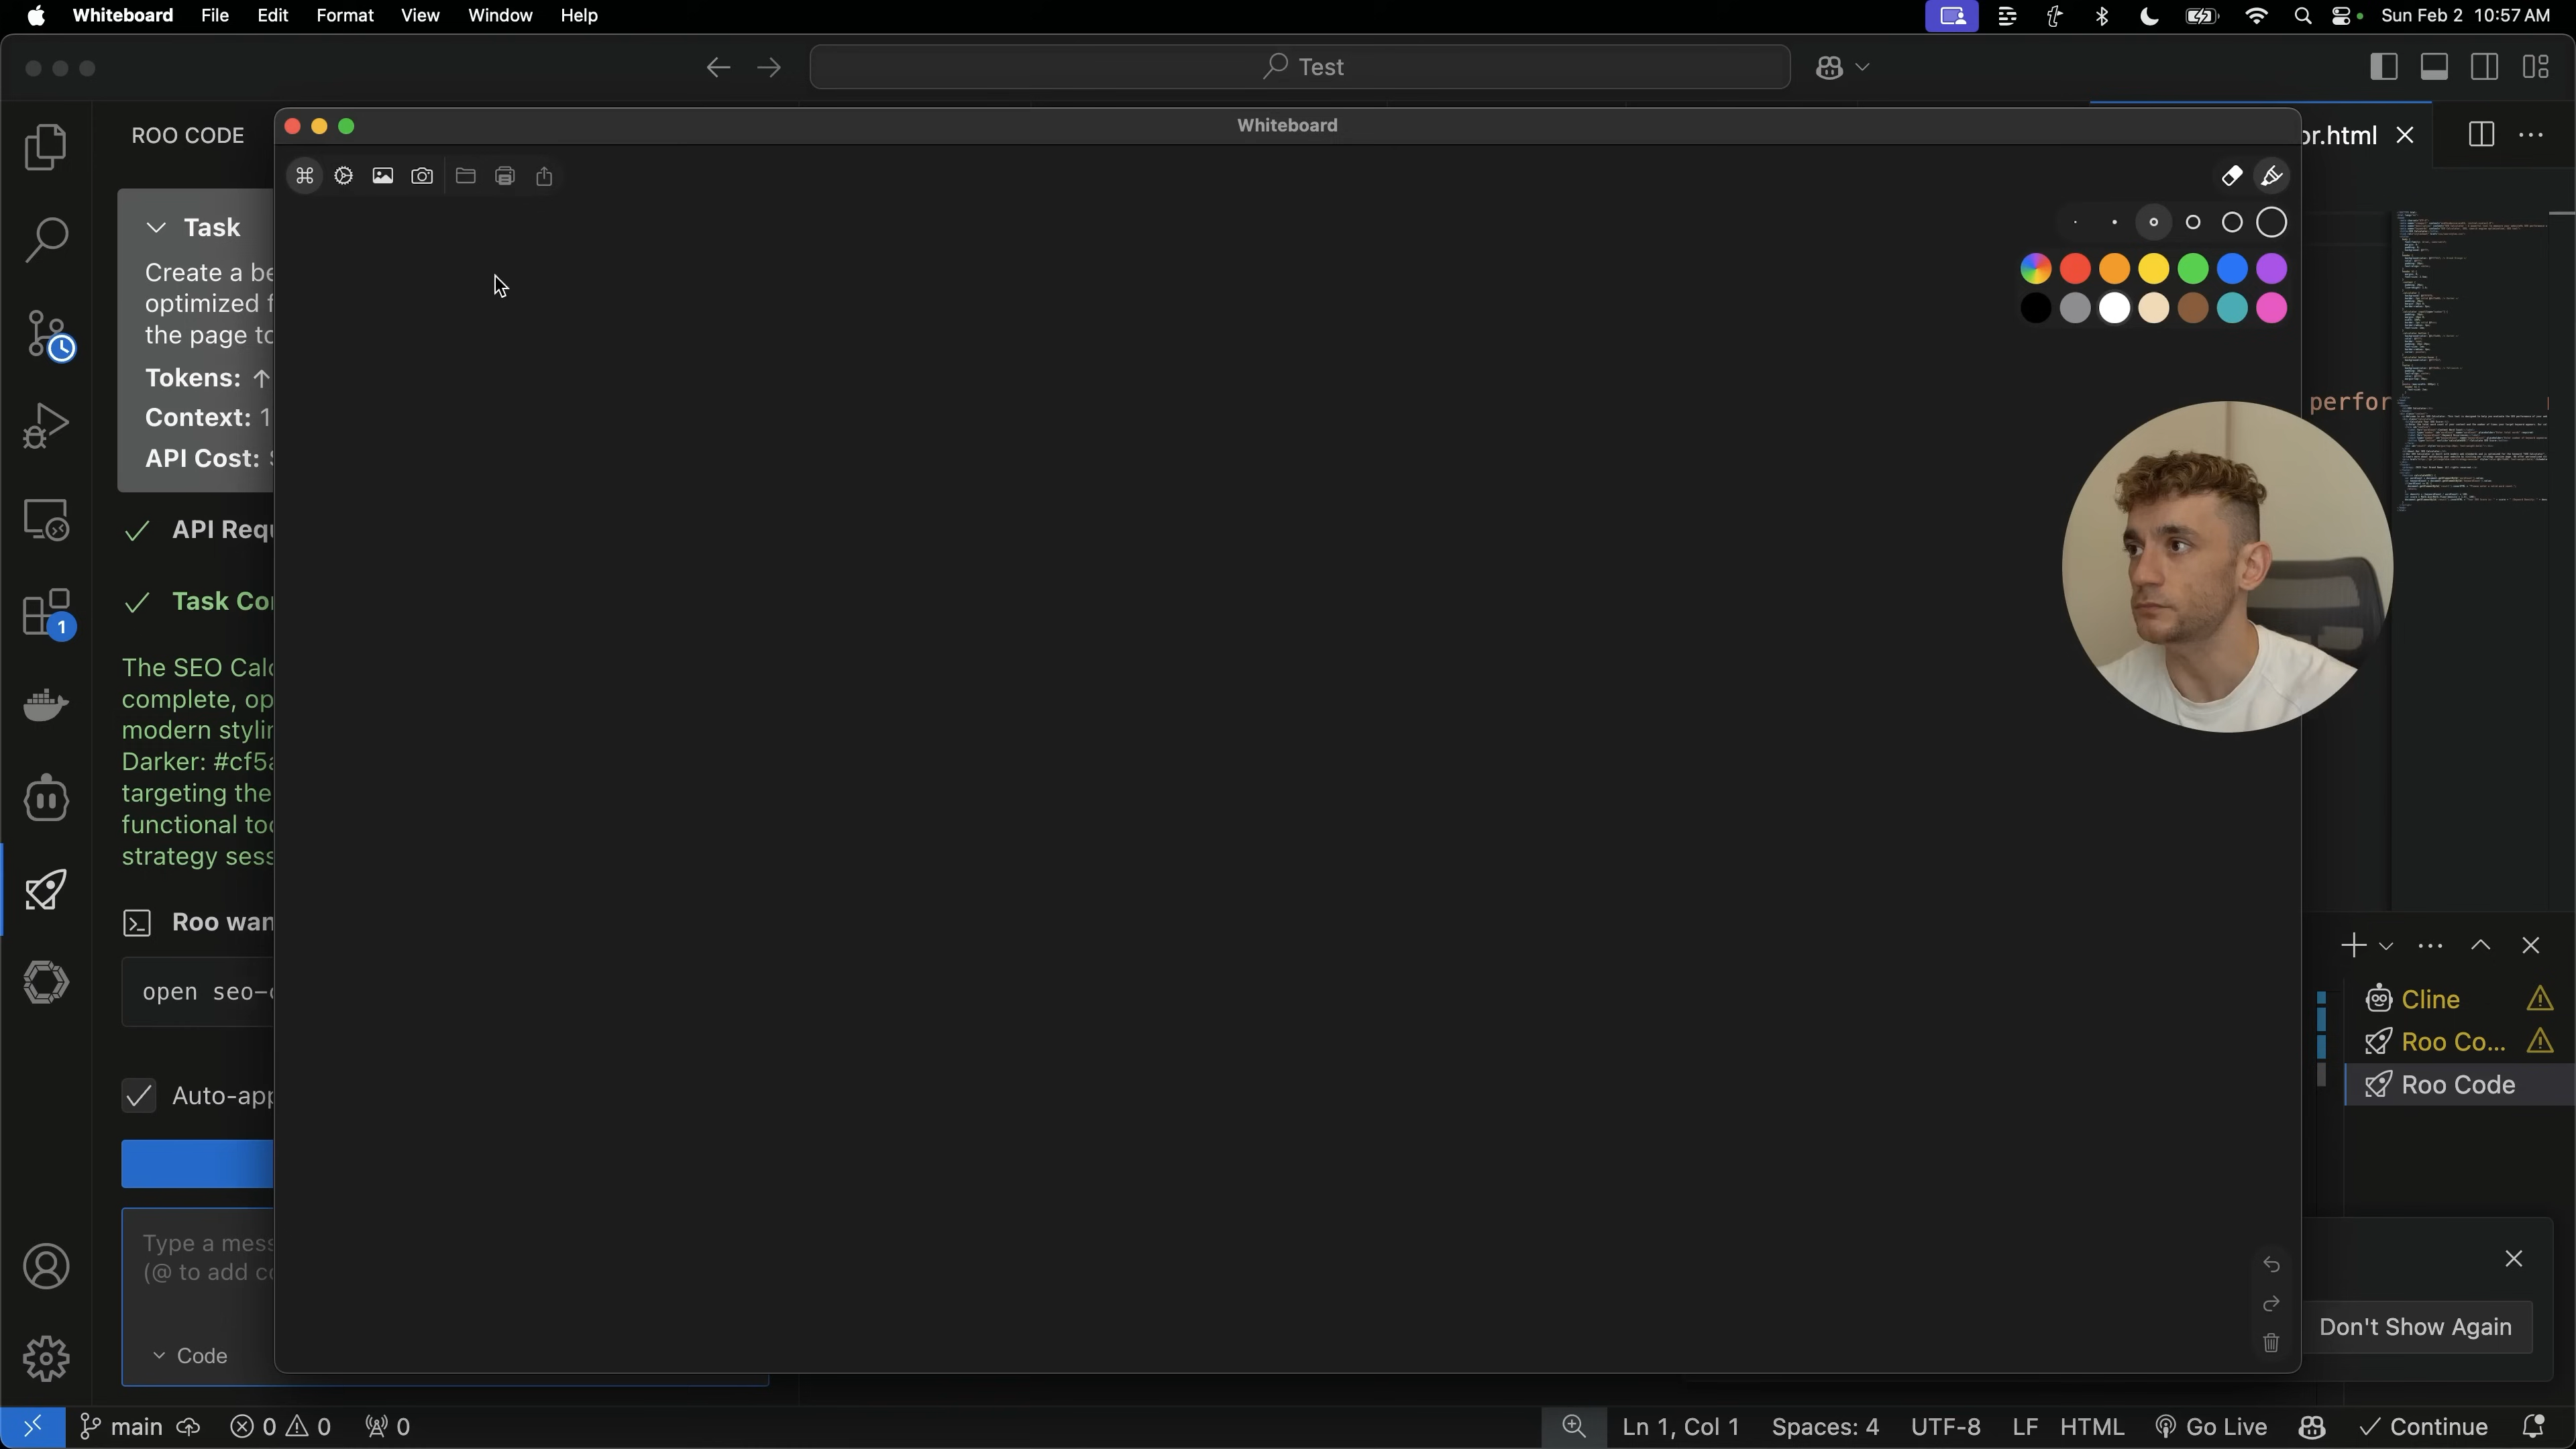 Whiteboard File Edit Format View Window Help Sun Feb 2 10:57 AM
Test
Whiteboard
ROO CODE
or.html
Task
Create a be
optimized f
the page to
Tokens: ↑
Context: 1
API Cost:
perfor
API Requ
Task Con
The SEO Calc
complete, op
modern stylin
Darker: #cf5a
targeting the
functional too
strategy sess
Roo wan
open seo-c
Auto-app
Type a mess
(@ to add co
Code
1
Cline
Roo Co...
Roo Code
Don't Show Again
main 0 0 0 Ln 1, Col 1 Spaces: 4 UTF-8 LF HTML Go Live Continue